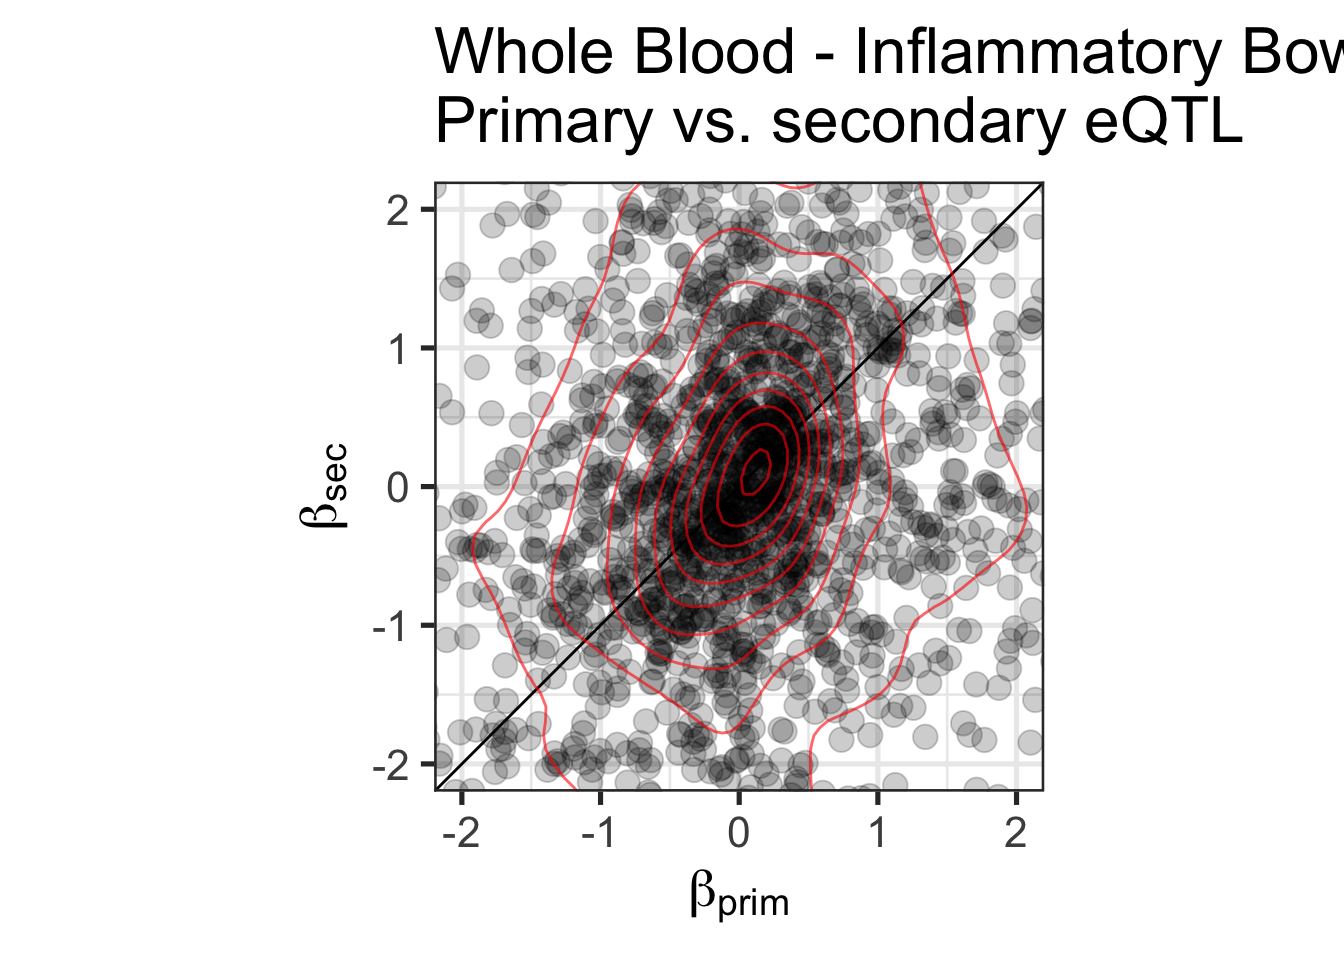 Whole Blood - Inflammatory Bow
Primary vs. secondary eQTL
2
1
0
-1
-2
βsec
-2 -1 0 1 2
βprim